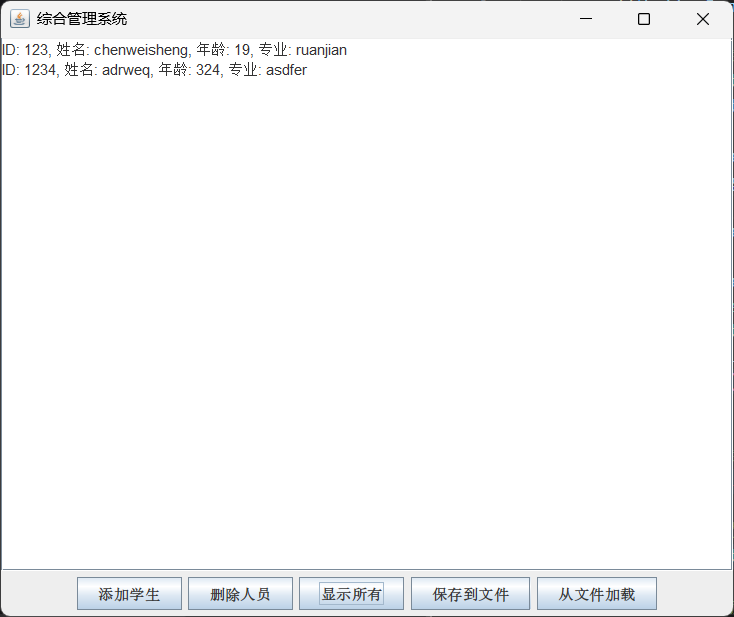 综合管理系统
ID: 123, 姓名: chenweisheng, 年龄: 19, 专业: ruanjian
ID: 1234, 姓名: adrweq, 年龄: 324, 专业: asdfer
添加学生 删除人员 显示所有 保存到文件 从文件加载